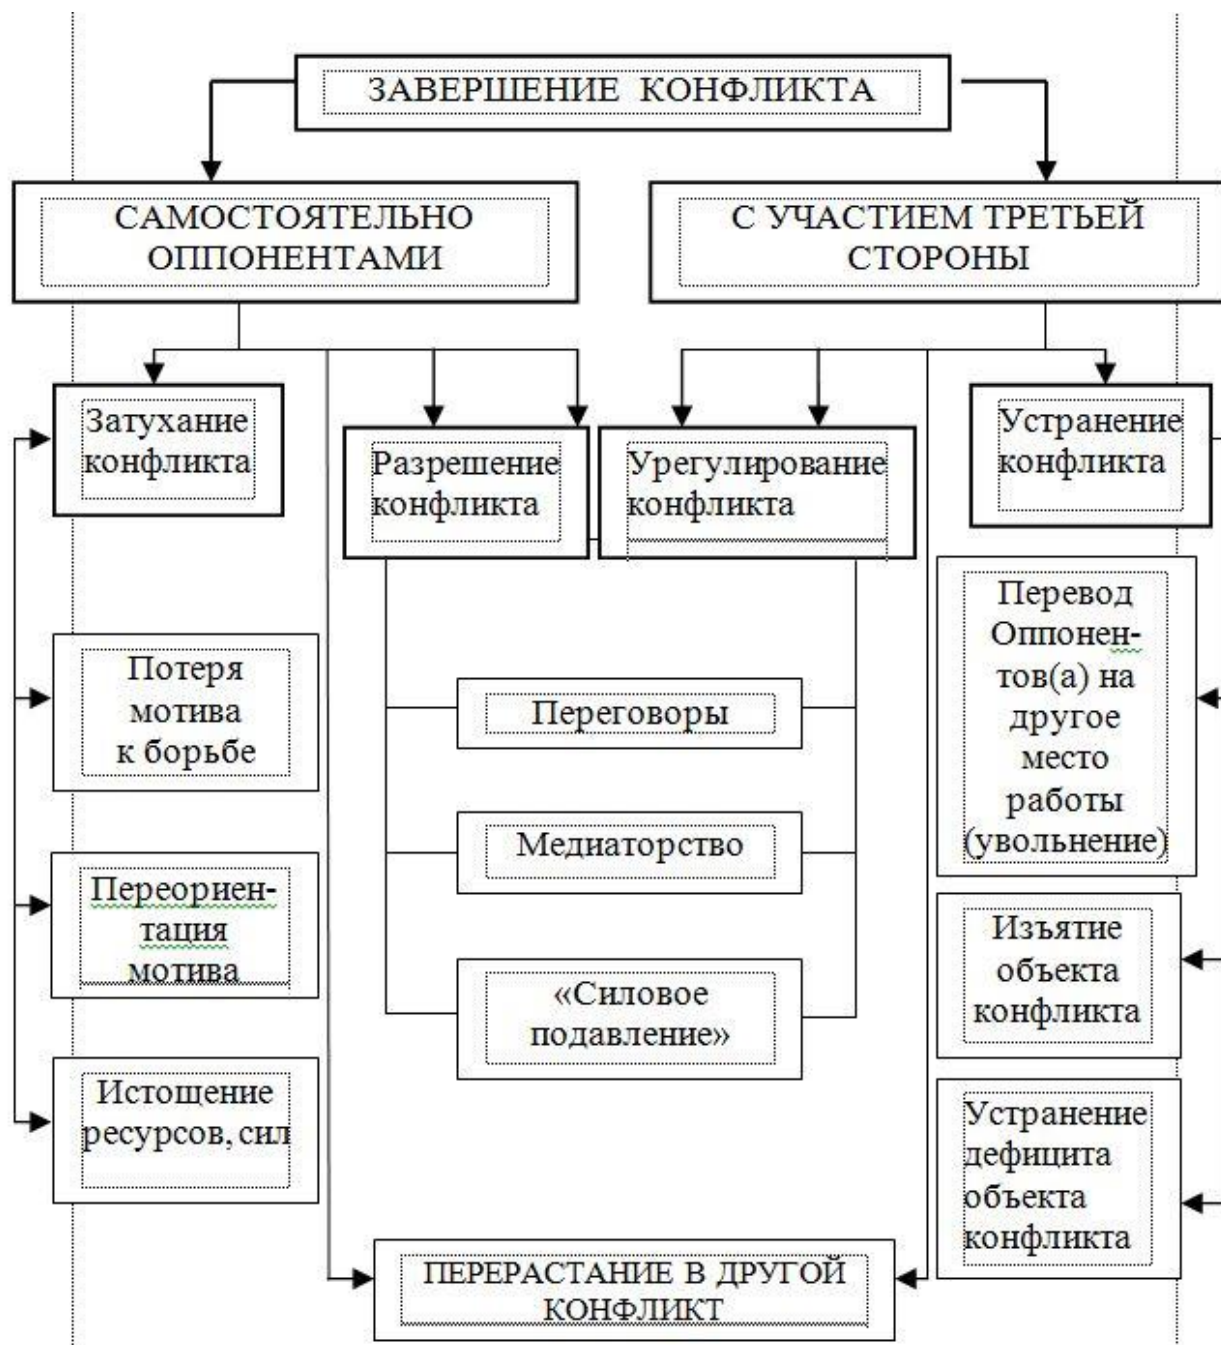 ЗАВЕРШЕНИЕ КОНФЛИКТА
САМОСТОЯТЕЛЬНО
ОППОНЕНТАМИ
С УЧАСТИЕМ ТРЕТЬЕЙ
СТОРОНЫ
Затухание
конфликта
Разрешение
конфликта
Урегулирование
конфликта
Устранение
конфликта
Потеря
мотива
к борьбе
Переориен-
тация
мотива
Истощение
ресурсов, сил
Переговоры
Медиаторство
«Силовое
подавление»
Перевод
Оппонен-
тов(а) на
другое
место
работы
(увольнение)
Изъятие
объекта
конфликта
Устранение
дефицита
объекта
конфликта
ПЕРЕРАСТАНИЕ В ДРУГОЙ
КОНФЛИКТ